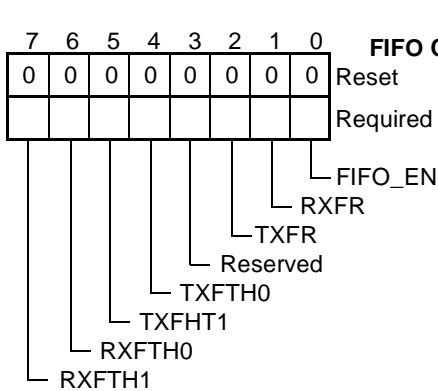 7 6 5 4 3 2 1 0 FIFO
0 0 0 0 0 0 0 0 Reset
Required
FIFO_EN
RXFR
TXFR
Reserved
TXFTH0
TXFHT1
RXFTH0
RXFTH1